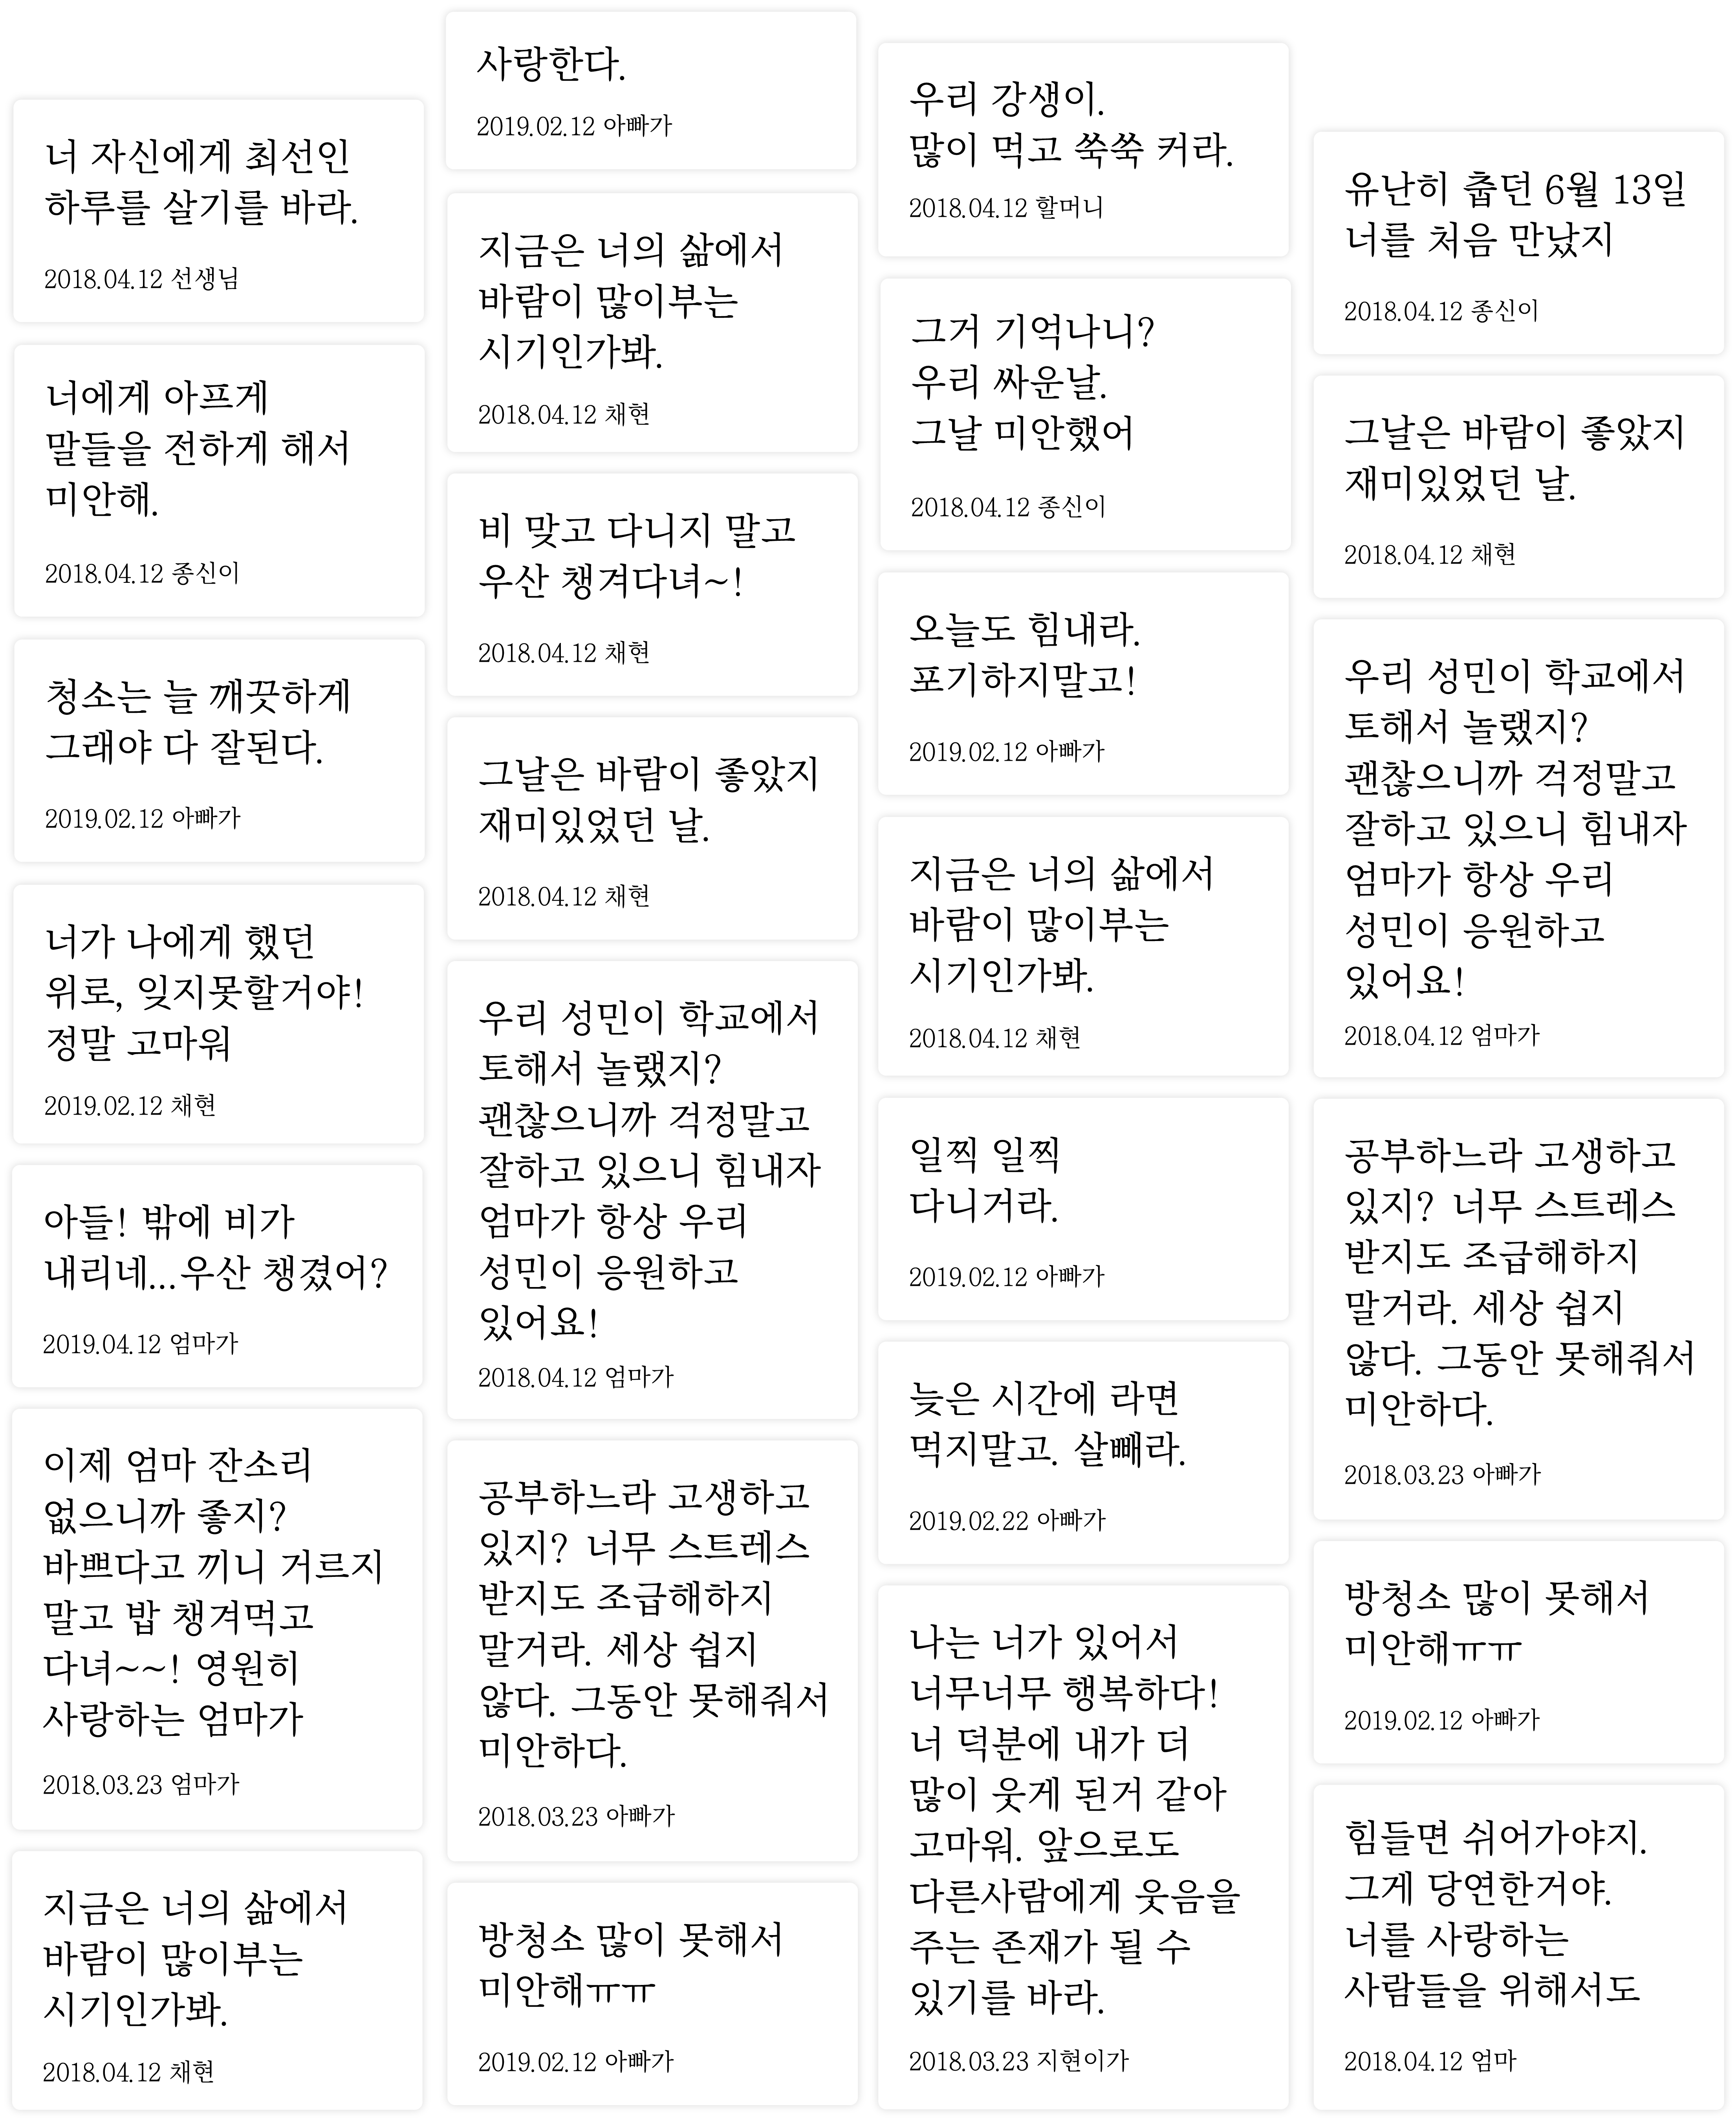 너 자신에게 최선인
하루를 살기를 바라.
2018.04.12 선생님
너에게 아프게
말들을 전하게 해서
미안해.
2018.04.12 종신이
청소는 늘 깨끗하게
그래야 다 잘된다.
2019.02.12 아빠가
너가 나에게 했던
위로, 잊지못할거야!
정말 고마워
2019.02.12 채현
아들! 밖에 비가
내리네...우산 챙겼어?
2019.04.12 엄마가
이제 엄마 잔소리
없으니까 좋지?
바쁘다고 끼니 거르지
말고 밥 챙겨먹고
다녀~~! 영원히
사랑하는 엄마가
2018.03.23 엄마가
지금은 너의 삶에서
바람이 많이부는
시기인가봐.
2018.04.12 채현
사랑한다.
2019.02.12 아빠가
지금은 너의 삶에서
바람이 많이부는
시기인가봐.
2018.04.12 채현
비 맞고 다니지 말고
우산 챙겨다녀~!
2018.04.12 채현
그날은 바람이 좋았지
재미있었던 날.
2018.04.12 채현
우리 성민이 학교에서
토해서 놀랬지?
괜찮으니까 걱정말고
잘하고 있으니 힘내자
엄마가 항상 우리
성민이 응원하고
있어요!
2018.04.12 엄마가
공부하느라 고생하고
있지? 너무 스트레스
받지도 조급해하지
말거라. 세상 쉽지
않다. 그동안 못해줘서
미안하다.
2018.03.23 아빠가
방청소 많이 못해서
미안해ㅠㅠ
2019.02.12 아빠가
우리 강생이.
많이 먹고 쑥쑥 커라.
2018.04.12 할머니
그거 기억나니?
우리 싸운날.
그날 미안했어
2018.04.12 종신이
오늘도 힘내라.
포기하지말고!
2019.02.12 아빠가
지금은 너의 삶에서
바람이 많이부는
시기인가봐.
2018.04.12 채현
일찍 일찍
다니거라.
2019.02.12 아빠가
늦은 시간에 라면
먹지말고. 살빼라.
2019.02.22 아빠가
나는 너가 있어서
너무너무 행복하다!
너 덕분에 내가 더
많이 웃게 된거 같아
고마워. 앞으로도
다른사람에게 웃음을
주는 존재가 될 수
있기를 바라.
2018.03.23 지현이가
유난히 춥던 6월 13일
너를 처음 만났지
2018.04.12 종신이
그날은 바람이 좋았지
재미있었던 날.
2018.04.12 채현
우리 성민이 학교에서
토해서 놀랬지?
괜찮으니까 걱정말고
잘하고 있으니 힘내자
엄마가 항상 우리
성민이 응원하고
있어요!
2018.04.12 엄마가
공부하느라 고생하고
있지? 너무 스트레스
받지도 조급해하지
말거라. 세상 쉽지
않다. 그동안 못해줘서
미안하다.
2018.03.23 아빠가
방청소 많이 못해서
미안해ㅠㅠ
2019.02.12 아빠가
힘들면 쉬어가야지.
그게 당연한거야.
너를 사랑하는
사람들을 위해서도
2018.04.12 엄마